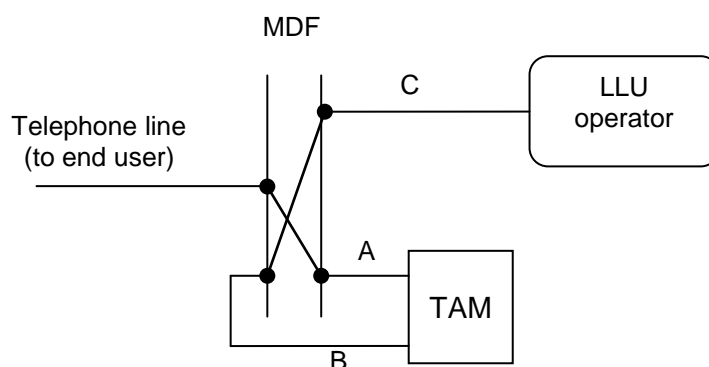 MDF
C
LLU
operator
Telephone line
(to end user)
A
TAM
B